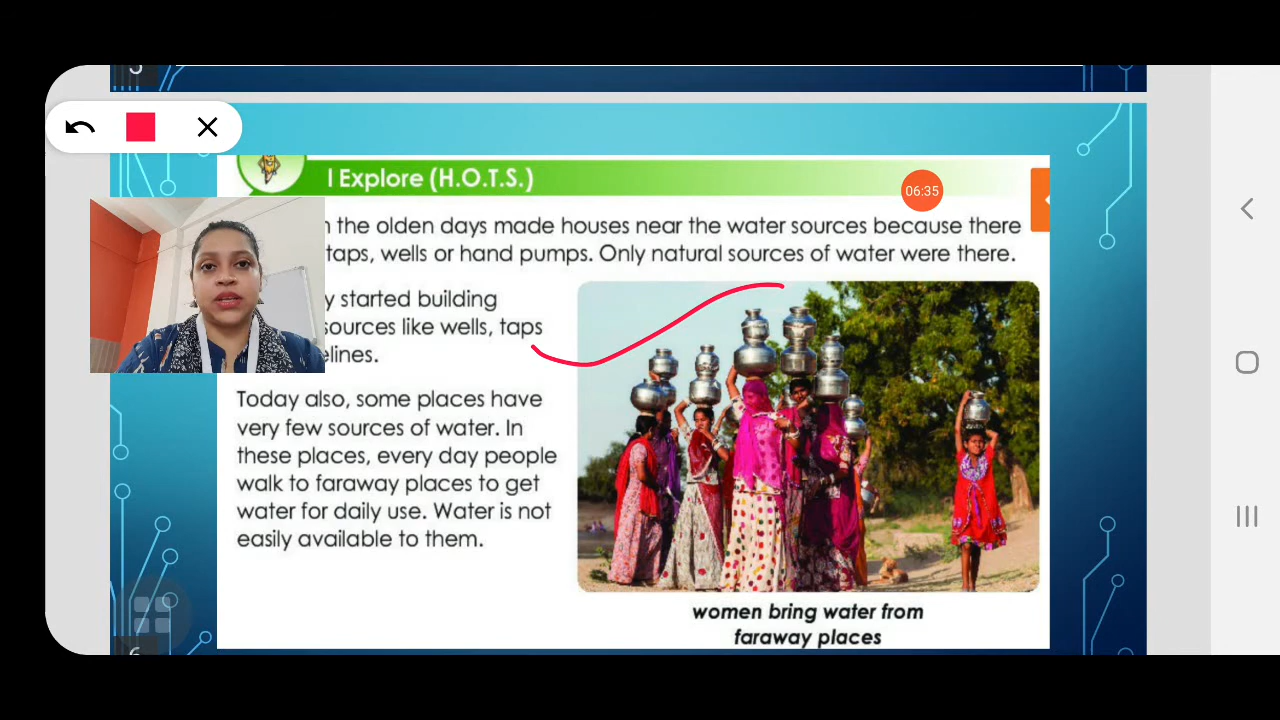 I Explore (H.O.T.S.)
06:35
the olden days made houses near the water sources because there
taps, wells or hand pumps. Only natural sources of water were there.
started building
sources like wells, taps
Today also, some places have
very few sources of water. In
these places, every day people
walk to faraway places to get
water for daily use. Water is not
easily available to them.
women bring water from
faraway places